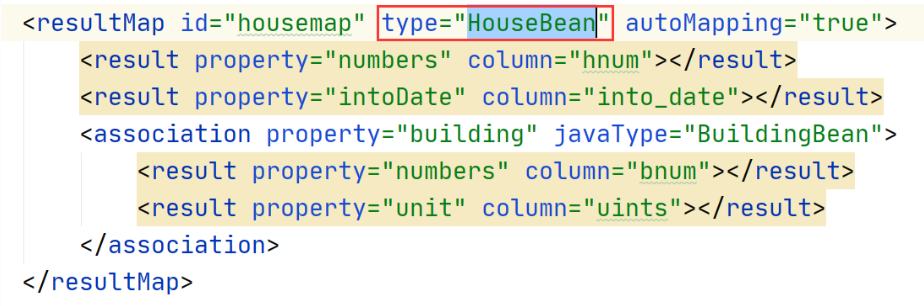 <resultMap id="housemap" type="HouseBean" autoMapping="true">
<result property="numbers" column="hnum"></result>
<result property="intoDate" column="into_date"></result>
<association property="building" javaType="BuildingBean">
<result property="numbers" column="bnum"></result>
<result property="unit" column="uints"></result>
</association>
</resultMap>